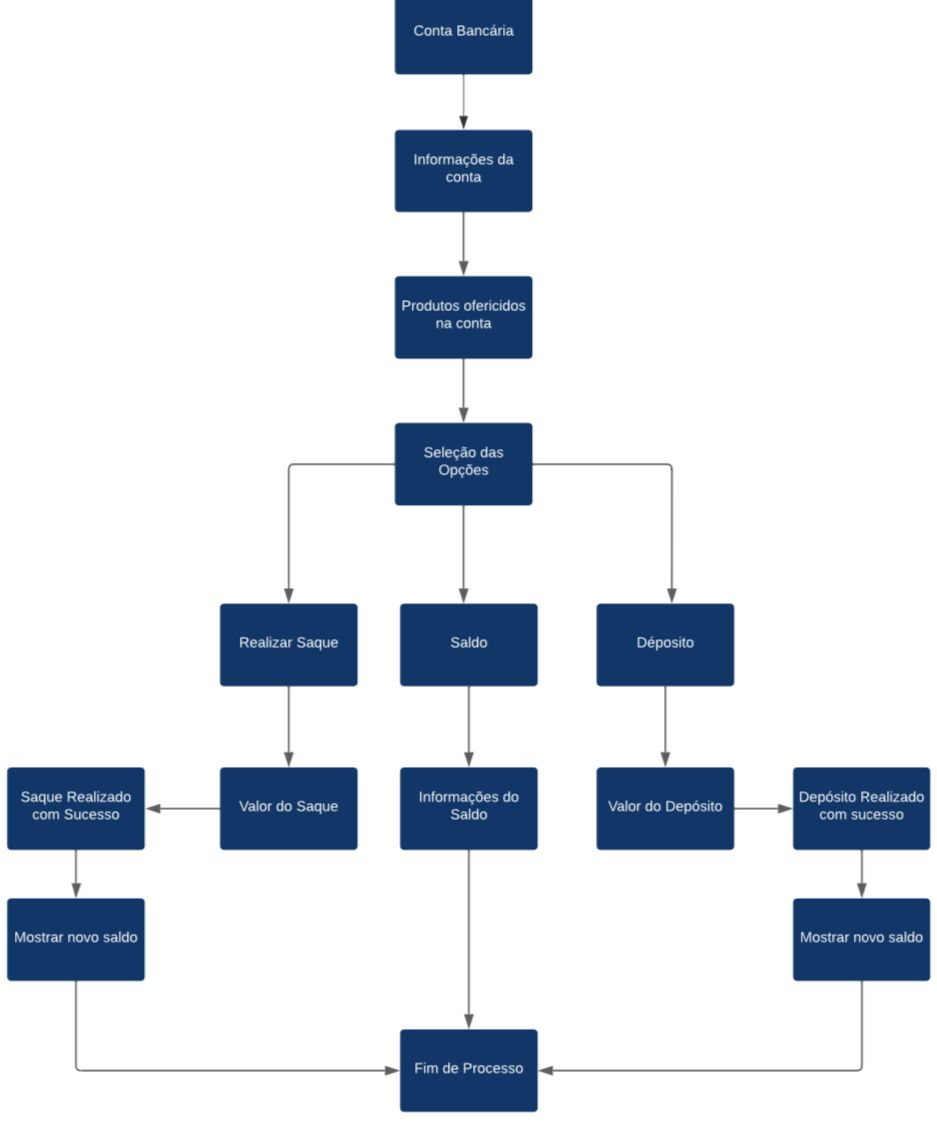 Conta Bancária
Informações da
conta
Produtos ofericidos
na conta
Seleção das
Opções
Realizar Saque
Saldo
Déposito
Saque Realizado
com Sucesso
Valor do Saque
Informações do
Saldo
Valor do Depósito
Depósito Realizado
com sucesso
Mostrar novo saldo
Mostrar novo saldo
Fim de Processo